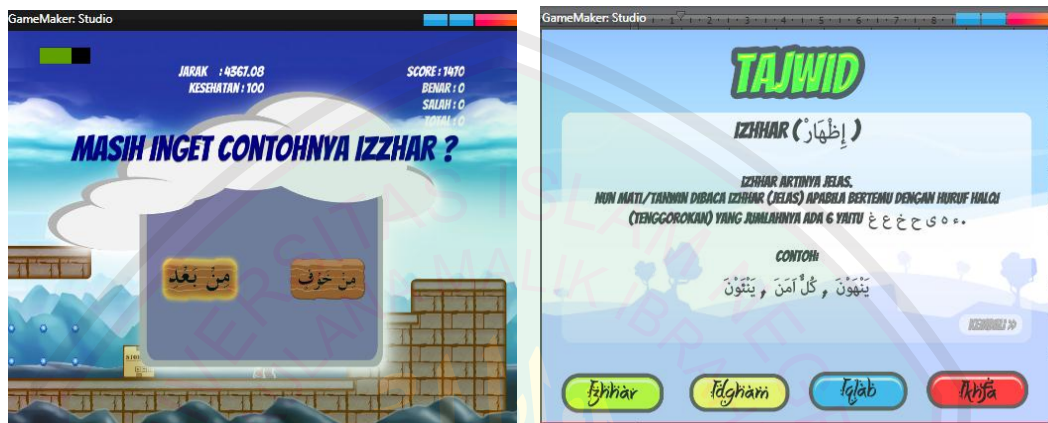 GameMaker: Studio
JARAK : 4367.08
KESEHATAN : 100
SCORE : 1470
BENAR : 0
SALAH : 0
TOTAL : 0
MASIH INGET CONTOHNYA IZZHAR ?
مِنْ بَعْدِ
مِنْ خَوْفٍ
GameMaker: Studio
TAJWID
IZHHAR ( إِظْهَارْ )
IZHHAR ARTINYA JELAS.
NUN MATI/TANWIN DIBACA IZHHAR (JELAS) APABILA BERTEMU DENGAN HURUF HALQI
(TENGGOROKAN) YANG JUMLAHNYA ADA 6 YAITU ء ه ى ح خ ع غ.
CONTOH:
يَنْهَوْنَ , كُلٌّ اَمَنَ , يَنْئَوْنَ
KEMBALI >>
Izhhar
Idgham
Iqlab
Ikhfa